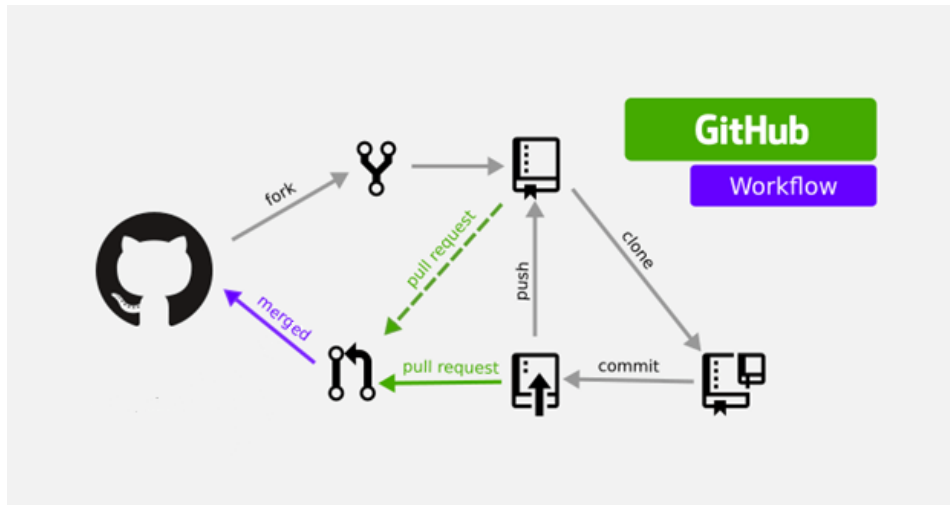 GitHub
Workflow
fork
pull request
clone
push
merged
pull request
commit